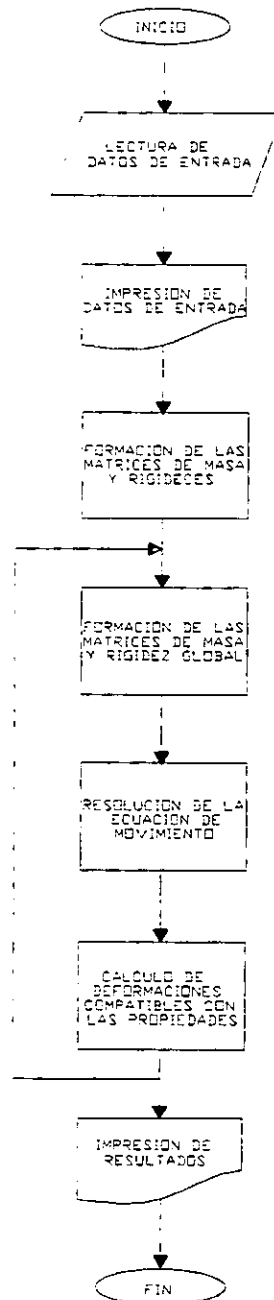 INICIO
LECTURA DE
DATOS DE ENTRADA
IMPRESION DE
DATOS DE ENTRADA
FORMACIÓN DE LAS
MATRICES DE MASA
Y RIGIDECES
FORMACIÓN DE LAS
MATRICES DE MASA
Y RIGIDEZ GLOBAL
RESOLUCION DE LA
ECUACION DE
MOVIMIENTO
CALCULO DE
DEFORMACIONES
COMPATIBLES CON
LAS PROPIEDADES
IMPRESION DE
RESULTADOS
FIN